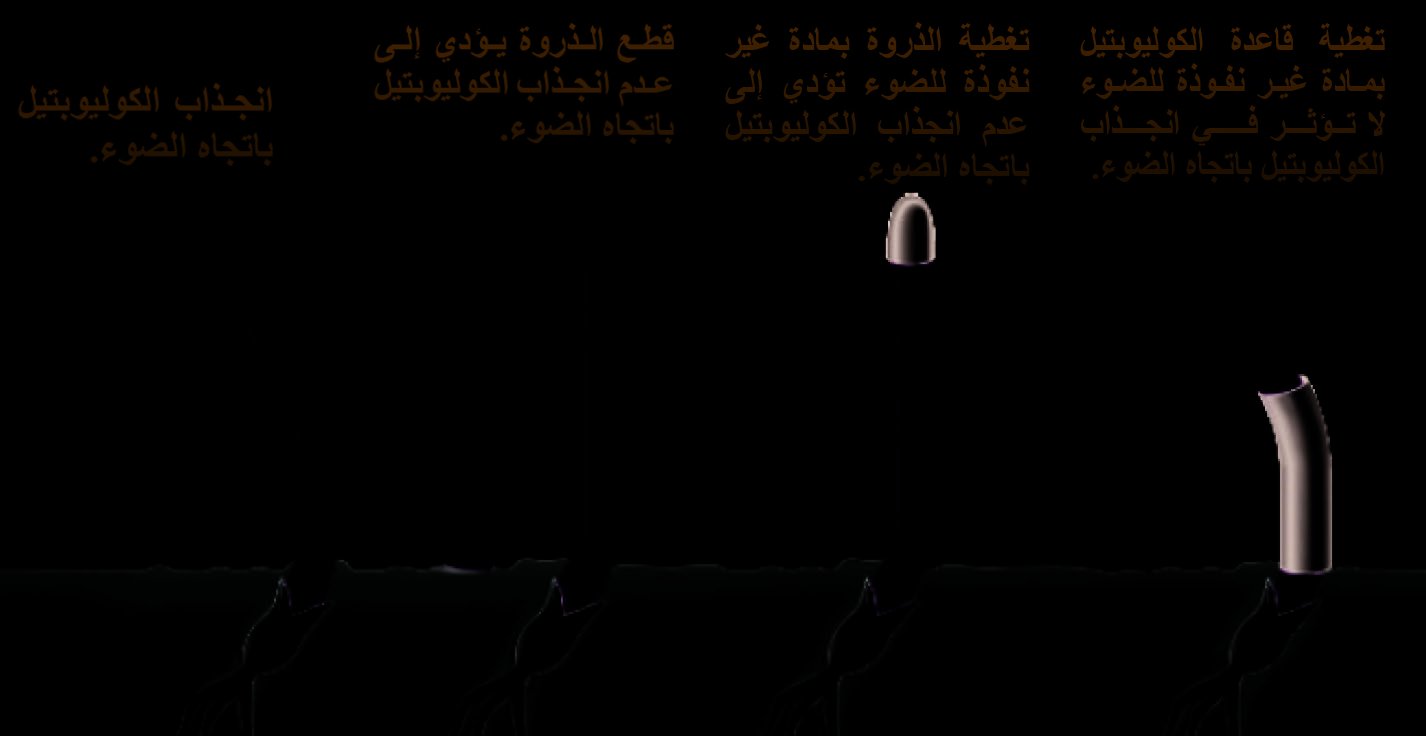 تغطية قاعدة الكوليوبتيل
بمادة غير نفوذة للضوء
لا تؤثر في انجذاب
الكوليوبتيل باتجاه الضوء.
تغطية الذروة بمادة غير
نفوذة للضوء تؤدي إلى
عدم انجذاب الكوليوبتيل
باتجاه الضوء.
قطع الذروة يؤدي إلى
عدم انجذاب الكوليوبتيل
باتجاه الضوء.
انجذاب الكوليوبتيل
باتجاه الضوء.